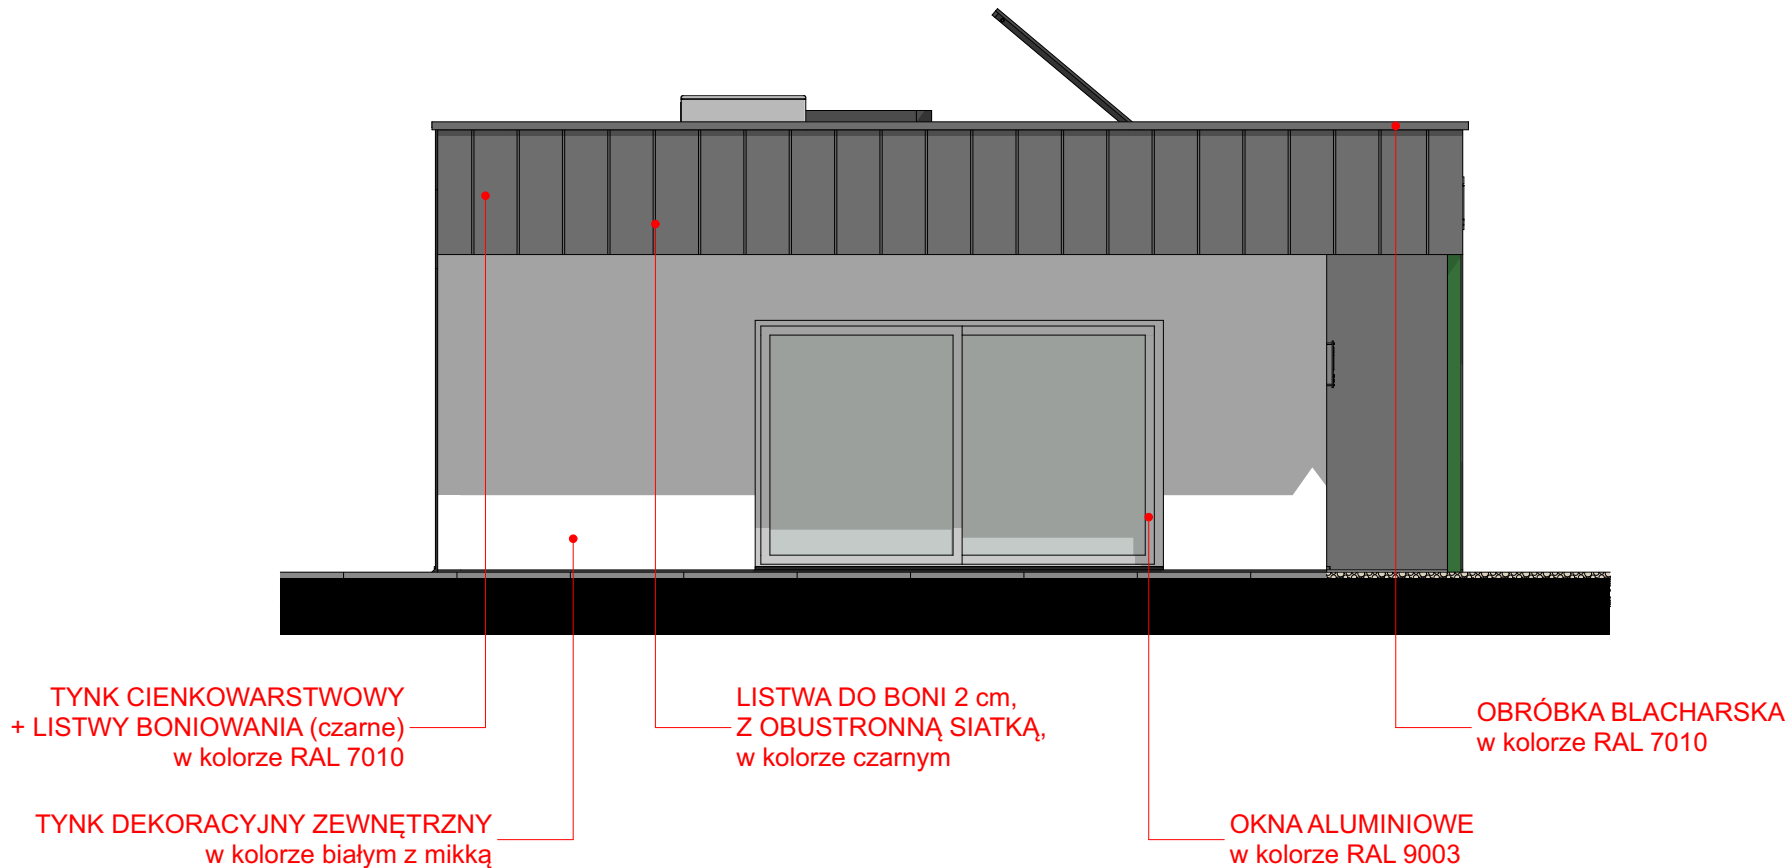 TYNK CIENKOWARSTWOWY
+ LISTWY BONIOWANIA (czarne)
w kolorze RAL 7010
LISTWA DO BONI 2 cm,
Z OBUSTRONNĄ SIATKĄ,
w kolorze czarnym
OBRÓBKA BLACHARSKA
w kolorze RAL 7010
TYNK DEKORACYJNY ZEWNĘTRZNY
w kolorze białym z mikką
OKNA ALUMINIOWE
w kolorze RAL 9003